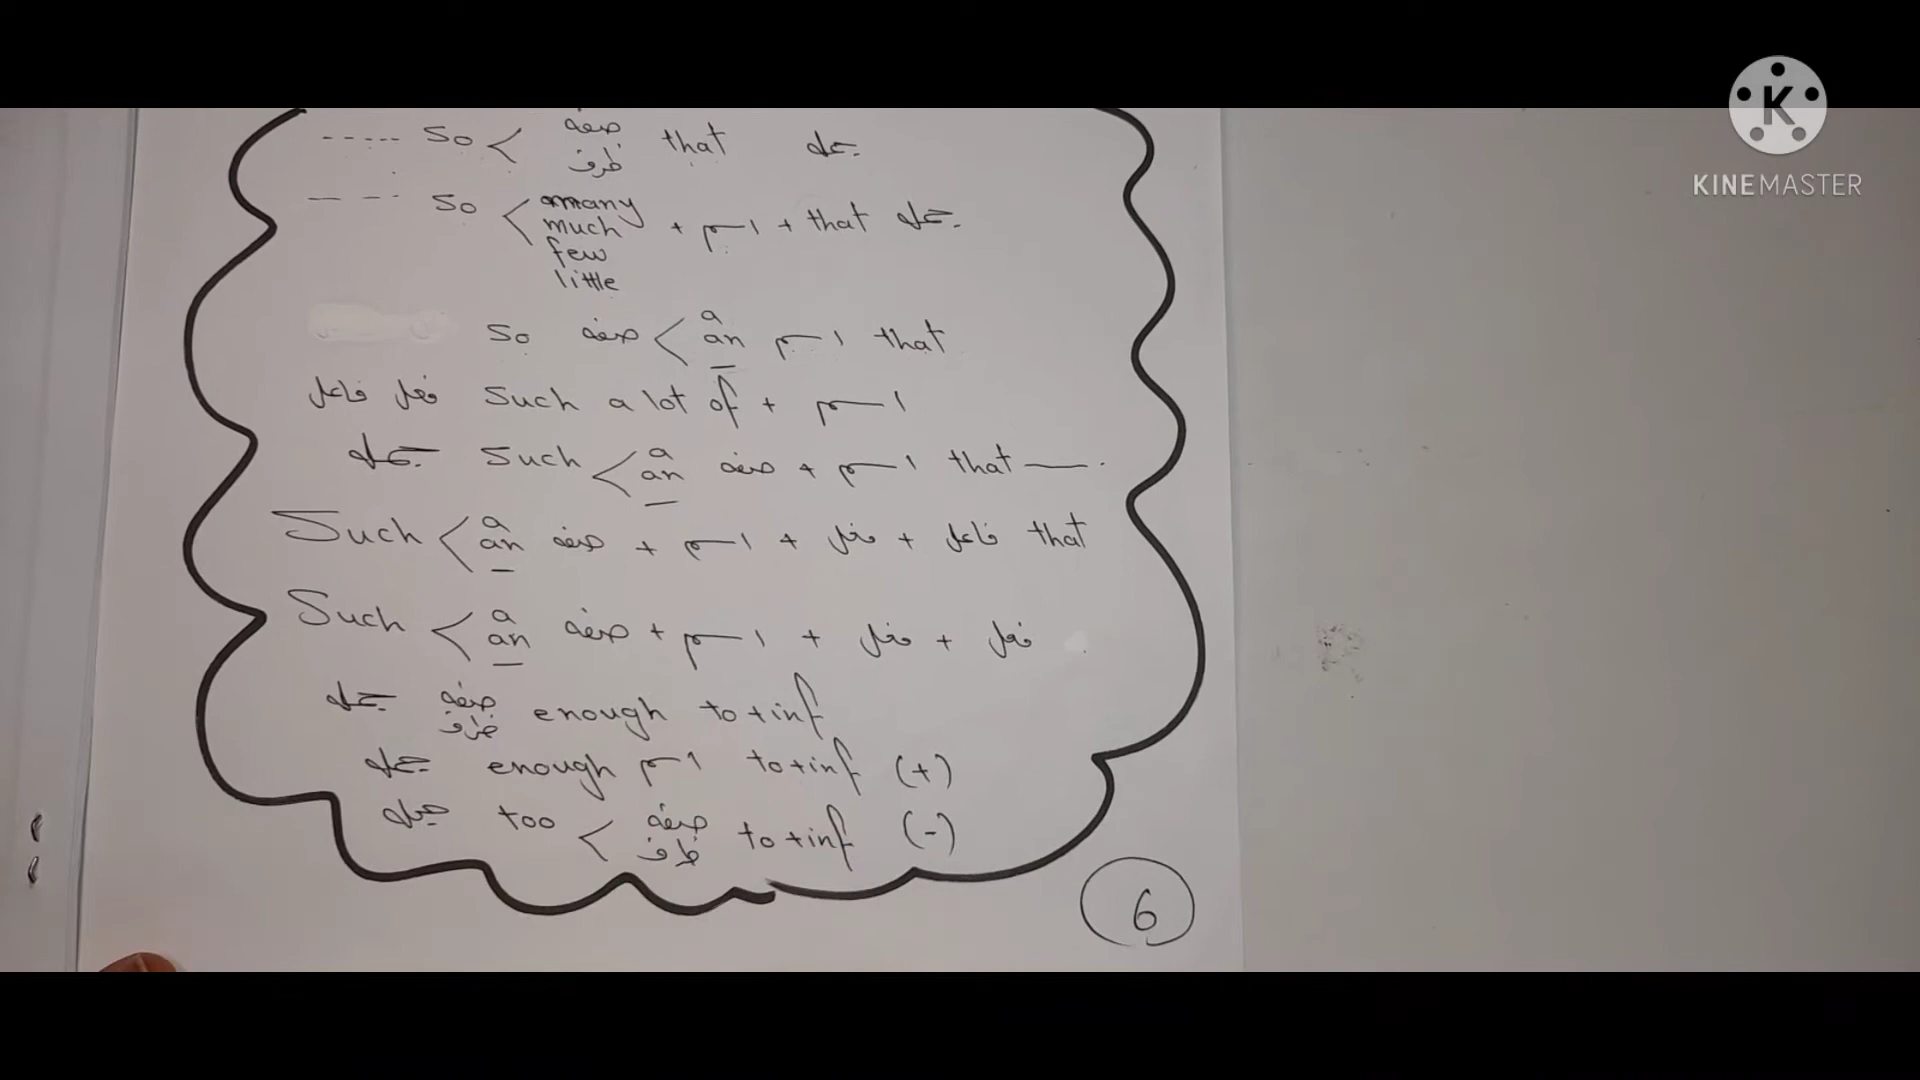 ----- So < صفة ظرف that جملة.
--- So < many much few little + اسم + that جملة.
So صفة < a an اسم that
فاعل فعل Such a lot of + اسم
جملة Such < a an صفة + اسم that —.
Such < a an صفة + اسم + فعل + فاعل that
Such < a an صفة + اسم + فعل + فعل
جملة صفة ظرف enough to + inf
جملة enough اسم to + inf (+)
جملة too < صفة ظرف to + inf (-)
6
K
KINEMASTER